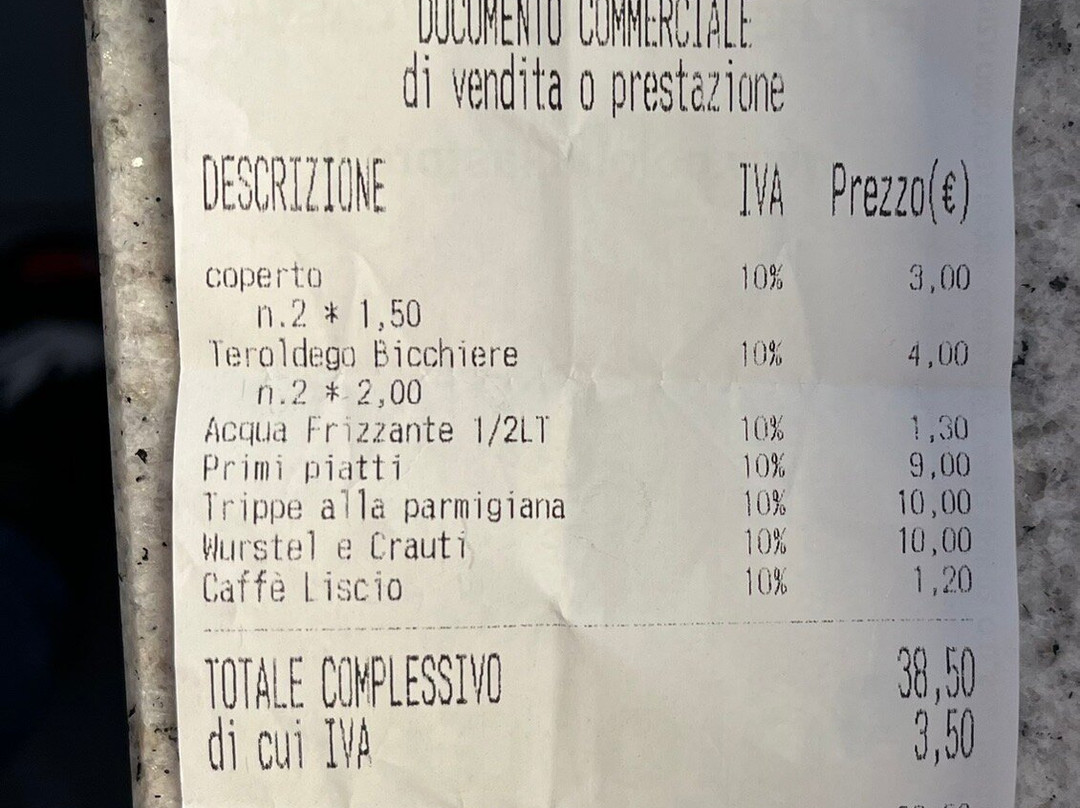 DOCUMENTO COMMERCIALE
di vendita o prestazione
DESCRIZIONE IVA Prezzo(€)
coperto 10% 3,00
n.2 * 1,50
Teroldego Bicchiere 10% 4,00
n.2 * 2,00
Acqua Frizzante 1/2LT 10% 1,30
Primi piatti 10% 9,00
Trippe alla parmigiana 10% 10,00
Wurstel e Crauti 10% 10,00
Caffè Liscio 10% 1,20
TOTALE COMPLESSIVO 38,50
di cui IVA 3,50